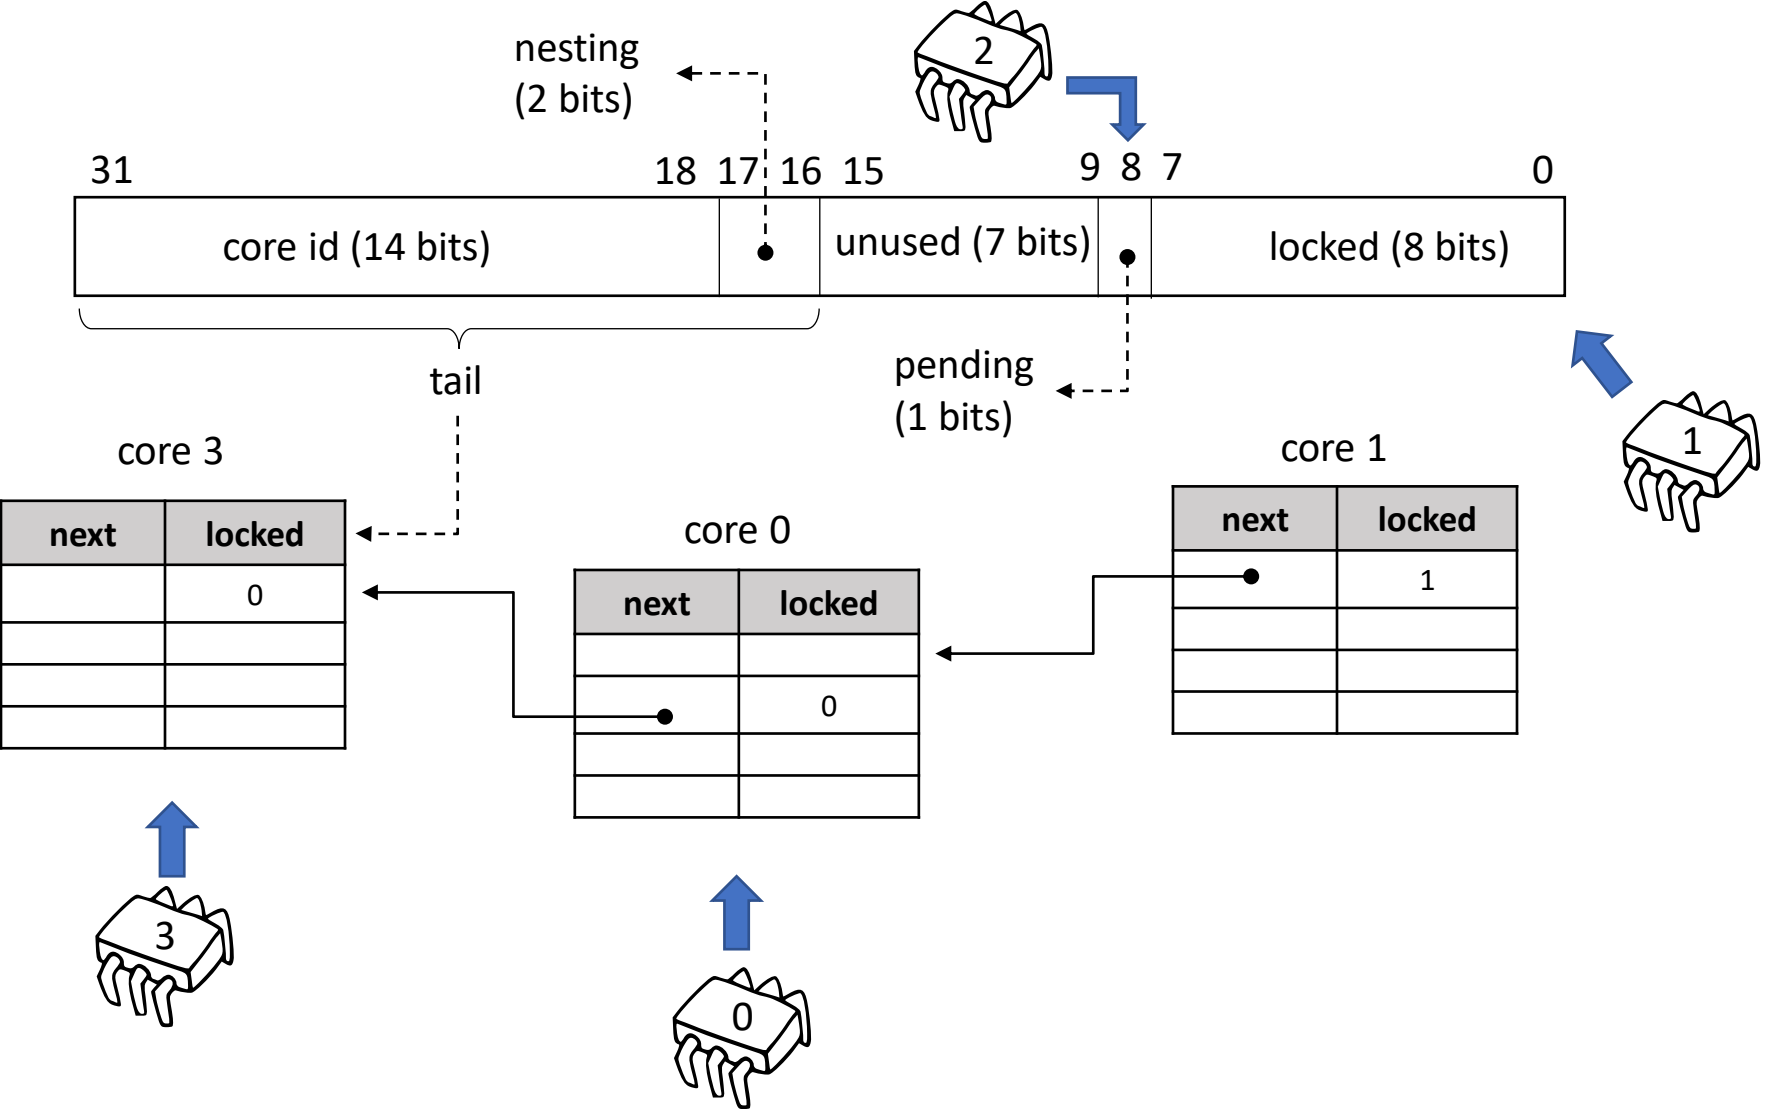 nesting
(2 bits)
2
31 18 17 16 15 9 8 7 0
core id (14 bits) unused (7 bits) locked (8 bits)
tail
pending
(1 bits)
1
core 3
next locked
0
core 0
next locked
0
core 1
next locked
1
3
0